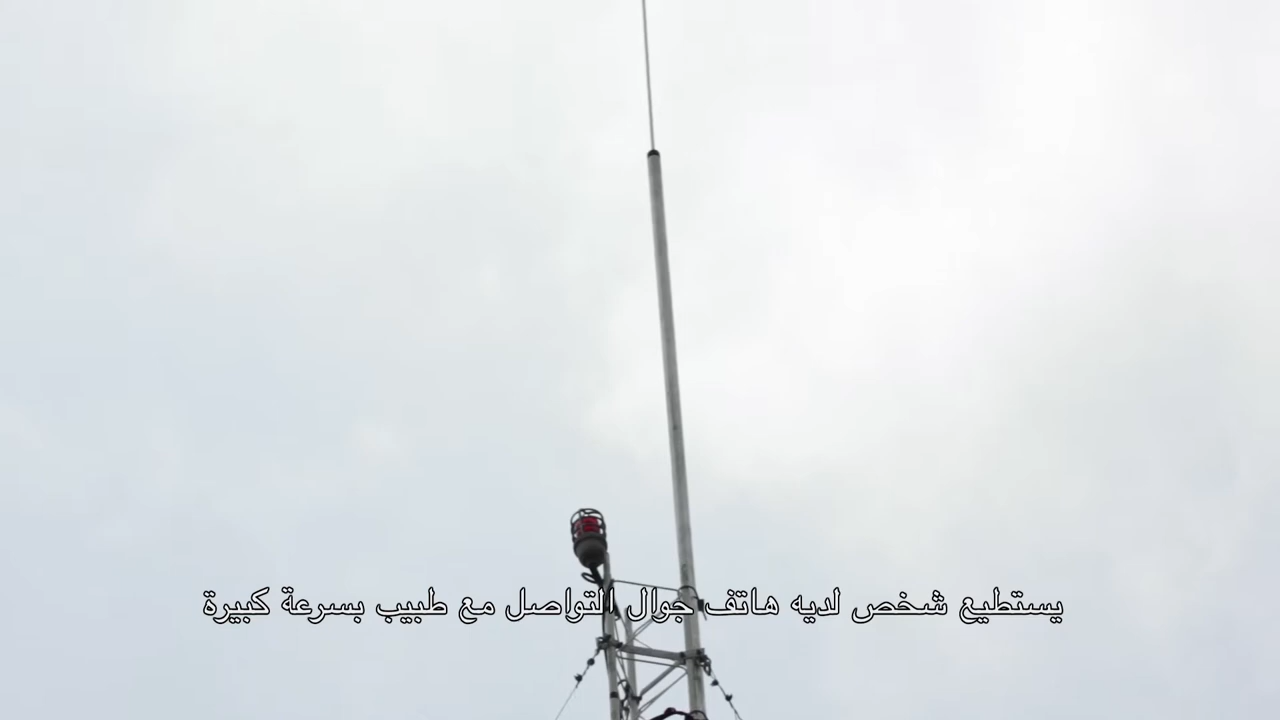 يستطيع شخص لديه هاتف جوال التواصل مع طبيب بسرعة كبيرة